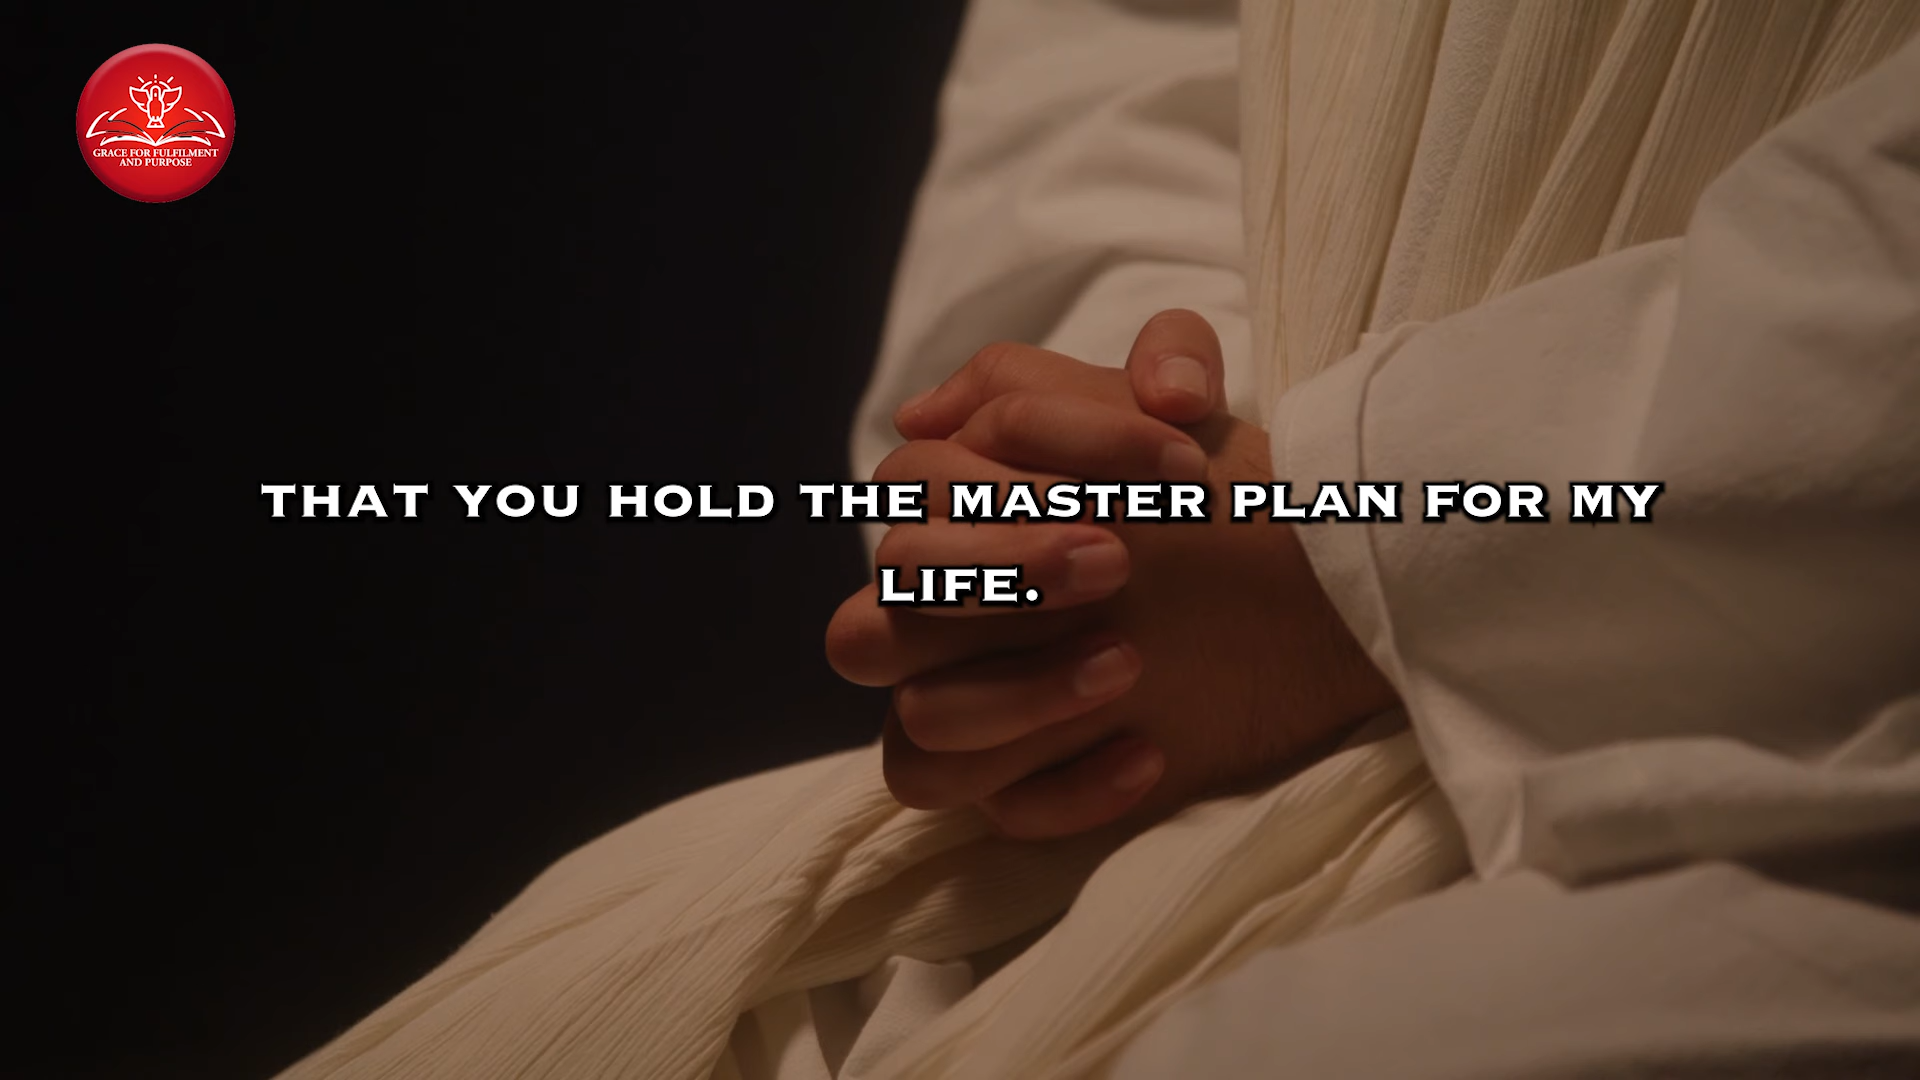 GRACE FOR FULFILMENT
AND PURPOSE
THAT YOU HOLD THE MASTER PLAN FOR MY
LIFE.